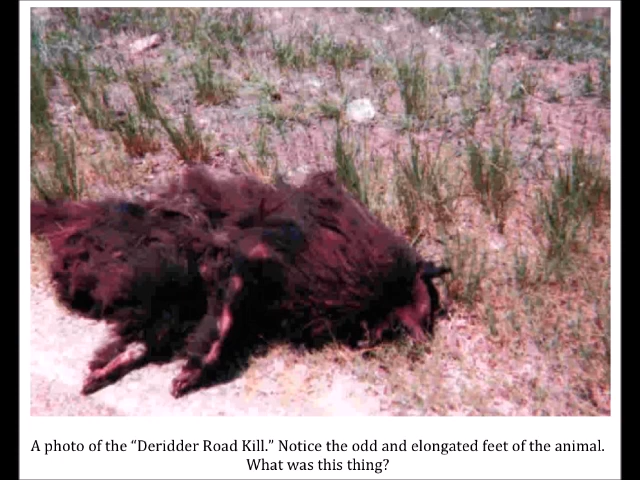 A photo of the “Deridder Road Kill.” Notice the odd and elongated feet of the animal.
What was this thing?